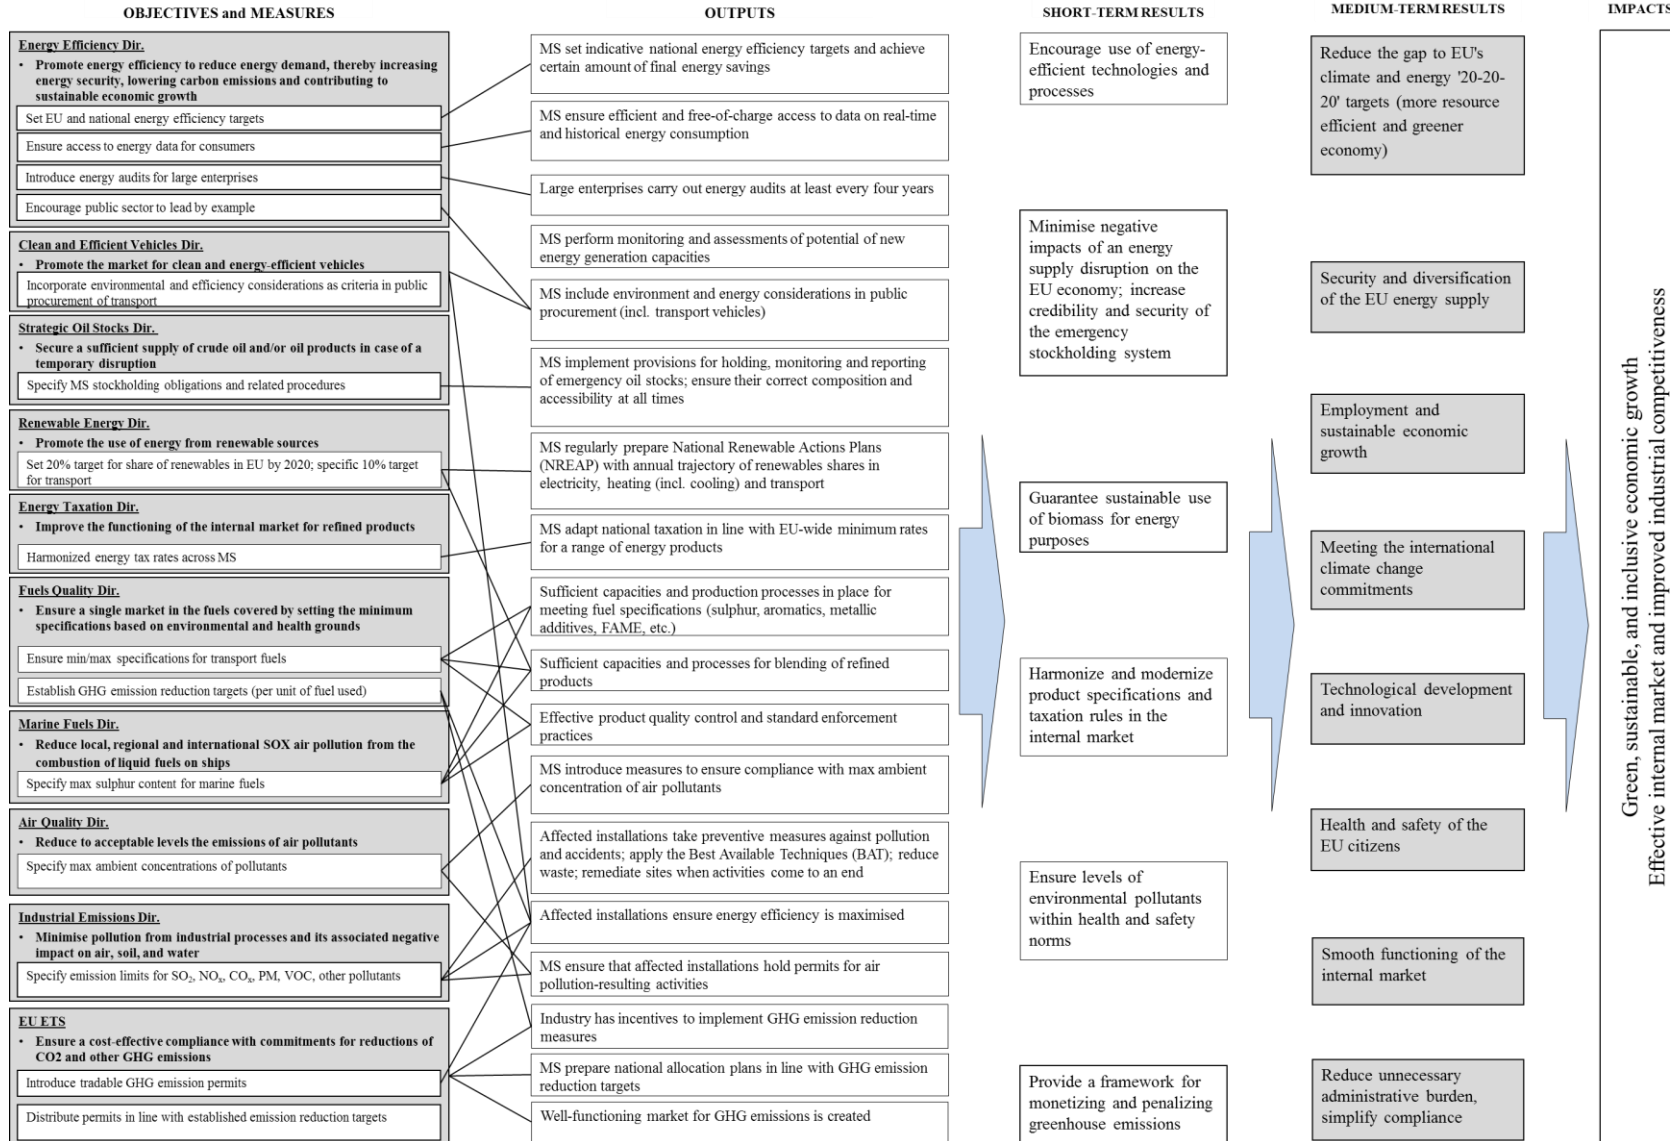 OBJECTIVES and MEASURES
Energy Efficiency Dir.
• Promote energy efficiency to reduce energy demand, thereby increasing
energy security, lowering carbon emissions and contributing to
sustainable economic growth
Set EU and national energy efficiency targets
Ensure access to energy data for consumers
Introduce energy audits for large enterprises
Encourage public sector to lead by example
Clean and Efficient Vehicles Dir.
• Promote the market for clean and energy-efficient vehicles
Incorporate environmental and efficiency considerations as criteria in public
procurement of transport
Strategic Oil Stocks Dir.
• Secure a sufficient supply of crude oil and/or oil products in case of a
temporary disruption
Specify MS stockholding obligations and related procedures
Renewable Energy Dir.
• Promote the use of energy from renewable sources
Set 20% target for share of renewables in EU by 2020; specific 10% target
for transport
Energy Taxation Dir.
• Improve the functioning of the internal market for refined products
Harmonized energy tax rates across MS
Fuels Quality Dir.
• Ensure a single market in the fuels covered by setting the minimum
specifications based on environmental and health grounds
Ensure min/max specifications for transport fuels
Establish GHG emission reduction targets (per unit of fuel used)
Marine Fuels Dir.
• Reduce local, regional and international SOX air pollution from the
combustion of liquid fuels on ships
Specify max sulphur content for marine fuels
Air Quality Dir.
• Reduce to acceptable levels the emissions of air pollutants
Specify max ambient concentrations of pollutants
Industrial Emissions Dir.
• Minimise pollution from industrial processes and its associated negative
impact on air, soil, and water
Specify emission limits for SO₂, NOₓ, COₓ, PM, VOC, other pollutants
EU ETS
• Ensure a cost-effective compliance with commitments for reductions of
CO2 and other GHG emissions
Introduce tradable GHG emission permits
Distribute permits in line with established emission reduction targets
OUTPUTS
MS set indicative national energy efficiency targets and achieve
certain amount of final energy savings
MS ensure efficient and free-of-charge access to data on real-time
and historical energy consumption
Large enterprises carry out energy audits at least every four years
MS perform monitoring and assessments of potential of new
energy generation capacities
MS include environment and energy considerations in public
procurement (incl. transport vehicles)
MS implement provisions for holding, monitoring and reporting
of emergency oil stocks; ensure their correct composition and
accessibility at all times
MS regularly prepare National Renewable Actions Plans
(NREAP) with annual trajectory of renewables shares in
electricity, heating (incl. cooling) and transport
MS adapt national taxation in line with EU-wide minimum rates
for a range of energy products
Sufficient capacities and production processes in place for
meeting fuel specifications (sulphur, aromatics, metallic
additives, FAME, etc.)
Sufficient capacities and processes for blending of refined
products
Effective product quality control and standard enforcement
practices
MS introduce measures to ensure compliance with max ambient
concentration of air pollutants
Affected installations take preventive measures against pollution
and accidents; apply the Best Available Techniques (BAT); reduce
waste; remediate sites when activities come to an end
Affected installations ensure energy efficiency is maximised
MS ensure that affected installations hold permits for air
pollution-resulting activities
Industry has incentives to implement GHG emission reduction
measures
MS prepare national allocation plans in line with GHG emission
reduction targets
Well-functioning market for GHG emissions is created
SHORT-TERM RESULTS
Encourage use of energy-
efficient technologies and
processes
Minimise negative
impacts of an energy
supply disruption on the
EU economy; increase
credibility and security of
the emergency
stockholding system
Guarantee sustainable use
of biomass for energy
purposes
Harmonize and modernize
product specifications and
taxation rules in the
internal market
Ensure levels of
environmental pollutants
within health and safety
norms
Provide a framework for
monetizing and penalizing
greenhouse emissions
MEDIUM-TERM RESULTS
Reduce the gap to EU's
climate and energy '20-20-
20' targets (more resource
efficient and greener
economy)
Security and diversification
of the EU energy supply
Employment and
sustainable economic
growth
Meeting the international
climate change
commitments
Technological development
and innovation
Health and safety of the
EU citizens
Smooth functioning of the
internal market
Reduce unnecessary
administrative burden,
simplify compliance
IMPACTS
Green, sustainable, and inclusive economic growth
Effective internal market and improved industrial competitiveness